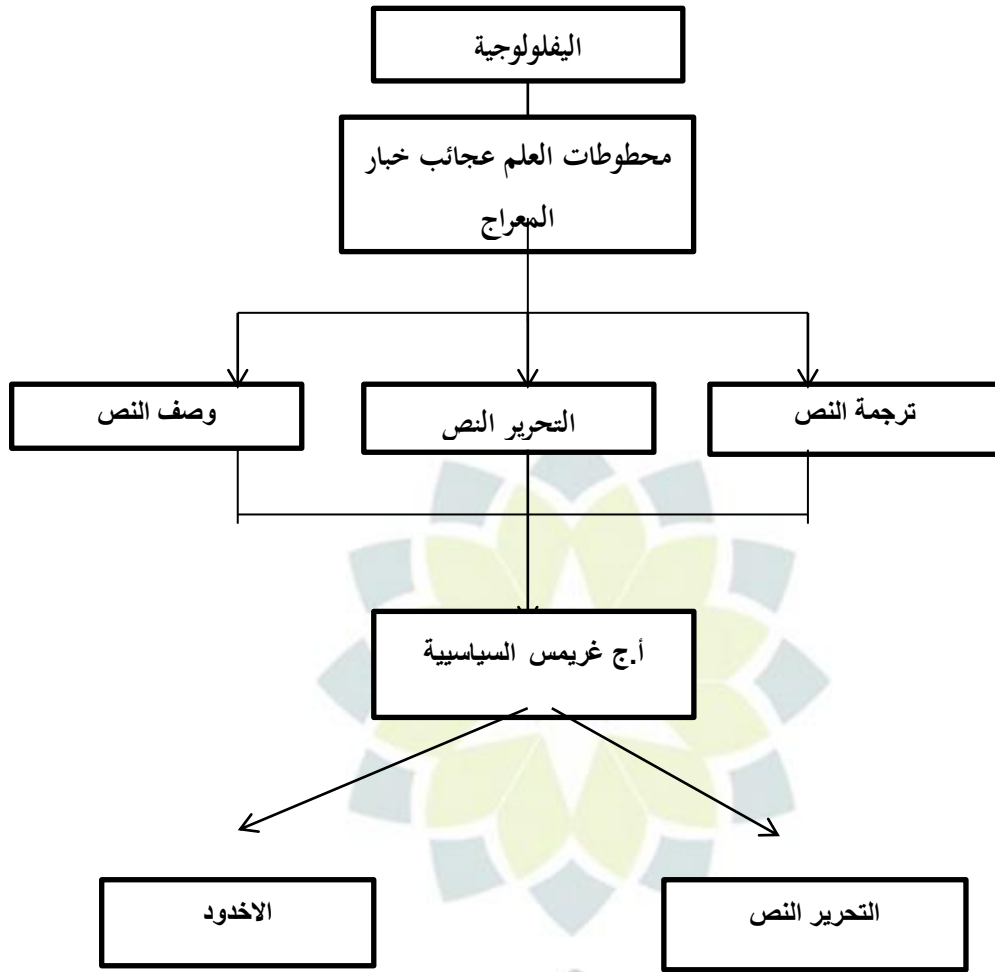 اليفلولوجية
محطوطات العلم عجائب خبار
المعراج
ترجمة النص
التحرير النص
وصف النص
أ.ج غريمس السياسيية
التحرير النص
الاخدود